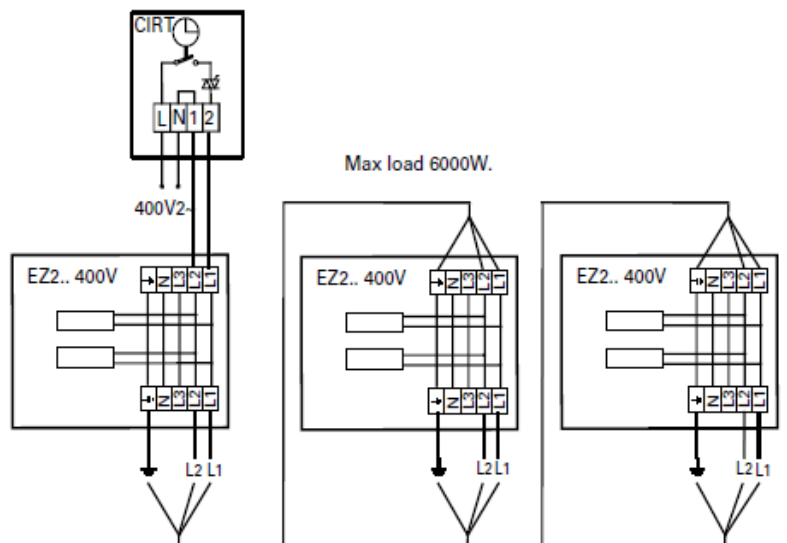 CIRT
L N 1 2
Max load 6000W.
400V2~
EZ2.. 400V
N L3 L2 L1
EZ2.. 400V
N L3 L2 L1
EZ2.. 400V
N L3 L2 L1
N L3 L2 L1
N L3 L2 L1
N L3 L2 L1
L2 L1
L2 L1
L2 L1